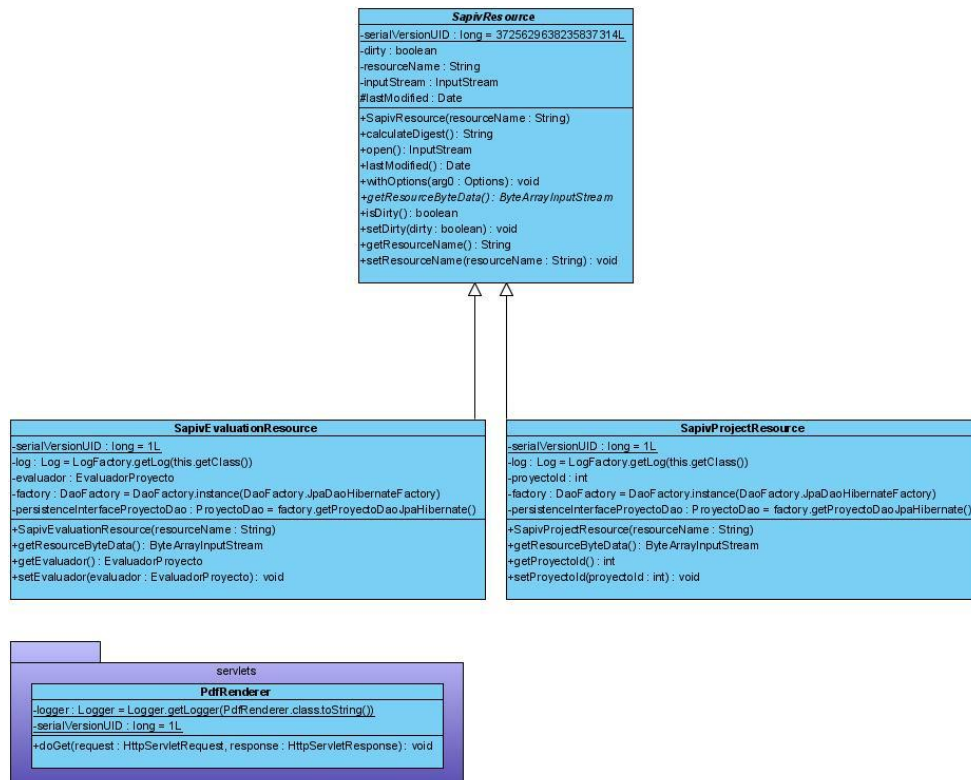 SapivResource
-serialVersionUID : long = 3725629638235837314L
-dirty : boolean
-resourceName : String
-inputStream : InputStream
#lastModified : Date
+SapivResource(resourceName : String)
+calculateDigest() : String
+open() : InputStream
+lastModified() : Date
+withOptions(arg0 : Options) : void
+getResourceByteData() : ByteArrayInputStream
+isDirty() : boolean
+setDirty(dirty : boolean) : void
+getResourceName() : String
+setResourceName(resourceName : String) : void
SapivEvaluationResource
-serialVersionUID : long = 1L
-log : Log = LogFactory.getLog(this.getClass())
-evaluador : EvaluadorProyecto
-factory : DaoFactory = DaoFactory.instance(DaoFactory.JpaDaoHibernateFactory)
-persistenceInterfaceProyectoDao : ProyectoDao = factory.getProyectoDaoJpaHibernate()
+SapivEvaluationResource(resourceName : String)
+getResourceByteData() : ByteArrayInputStream
+getEvaluador() : EvaluadorProyecto
+setEvaluador(evaluador : EvaluadorProyecto) : void
SapivProjectResource
-serialVersionUID : long = 1L
-log : Log = LogFactory.getLog(this.getClass())
-proyectoId : int
-factory : DaoFactory = DaoFactory.instance(DaoFactory.JpaDaoHibernateFactory)
-persistenceInterfaceProyectoDao : ProyectoDao = factory.getProyectoDaoJpaHibernate()
+SapivProjectResource(resourceName : String)
+getResourceByteData() : ByteArrayInputStream
+getProyectoId() : int
+setProyectoId(proyectoId : int) : void
servlets
PdfRenderer
-logger : Logger = Logger.getLogger(PdfRenderer.class.toString())
-serialVersionUID : long = 1L
+doGet(request : HttpServletRequest, response : HttpServletResponse) : void